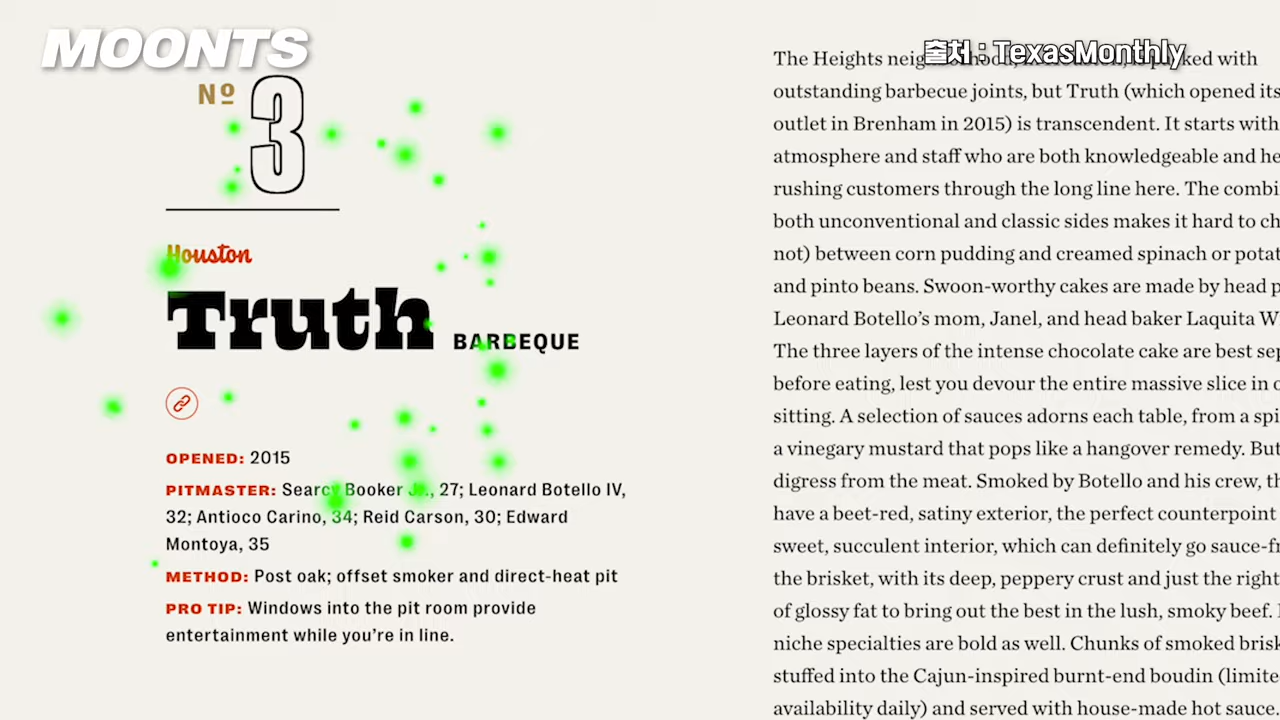 MOONTS
출처 : TexasMonthly
Nº 3
Houston
Truth BARBEQUE
OPENED: 2015
PITMASTER: Searcy Booker Jr., 27; Leonard Botello IV,
32; Antioco Carino, 34; Reid Carson, 30; Edward
Montoya, 35
METHOD: Post oak; offset smoker and direct-heat pit
PRO TIP: Windows into the pit room provide
entertainment while you're in line.
The Heights with
outstanding barbecue joints, but Truth (which opened its
outlet in Brenham in 2015) is transcendent. It starts with
atmosphere and staff who are both knowledgeable and he
rushing customers through the long line here. The combi
both unconventional and classic sides makes it hard to ch
not) between corn pudding and creamed spinach or potat
and pinto beans. Swoon-worthy cakes are made by head p
Leonard Botello's mom, Janel, and head baker Laquita W
The three layers of the intense chocolate cake are best sep
before eating, lest you devour the entire massive slice in o
sitting. A selection of sauces adorns each table, from a spi
a vinegary mustard that pops like a hangover remedy. But
digress from the meat. Smoked by Botello and his crew, th
have a beet-red, satiny exterior, the perfect counterpoint
sweet, succulent interior, which can definitely go sauce-fr
the brisket, with its deep, peppery crust and just the right
of glossy fat to bring out the best in the lush, smoky beef.
niche specialties are bold as well. Chunks of smoked brisk
stuffed into the Cajun-inspired burnt-end boudin (limite
availability daily) and served with house-made hot sauce.